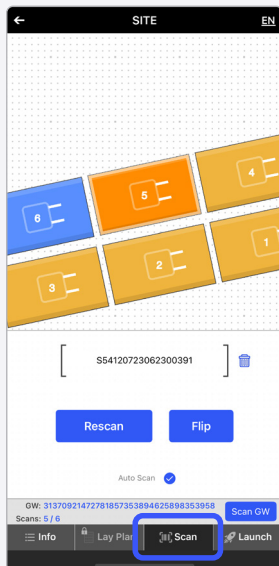 SITE EN
4
5
6
1
2
3
S54120723062300391
Rescan Flip
Auto Scan
GW: 3137092147278185735389462589835395​8 Scan GW
Scans: 5 / 6
Info Lay Plan Scan Launch